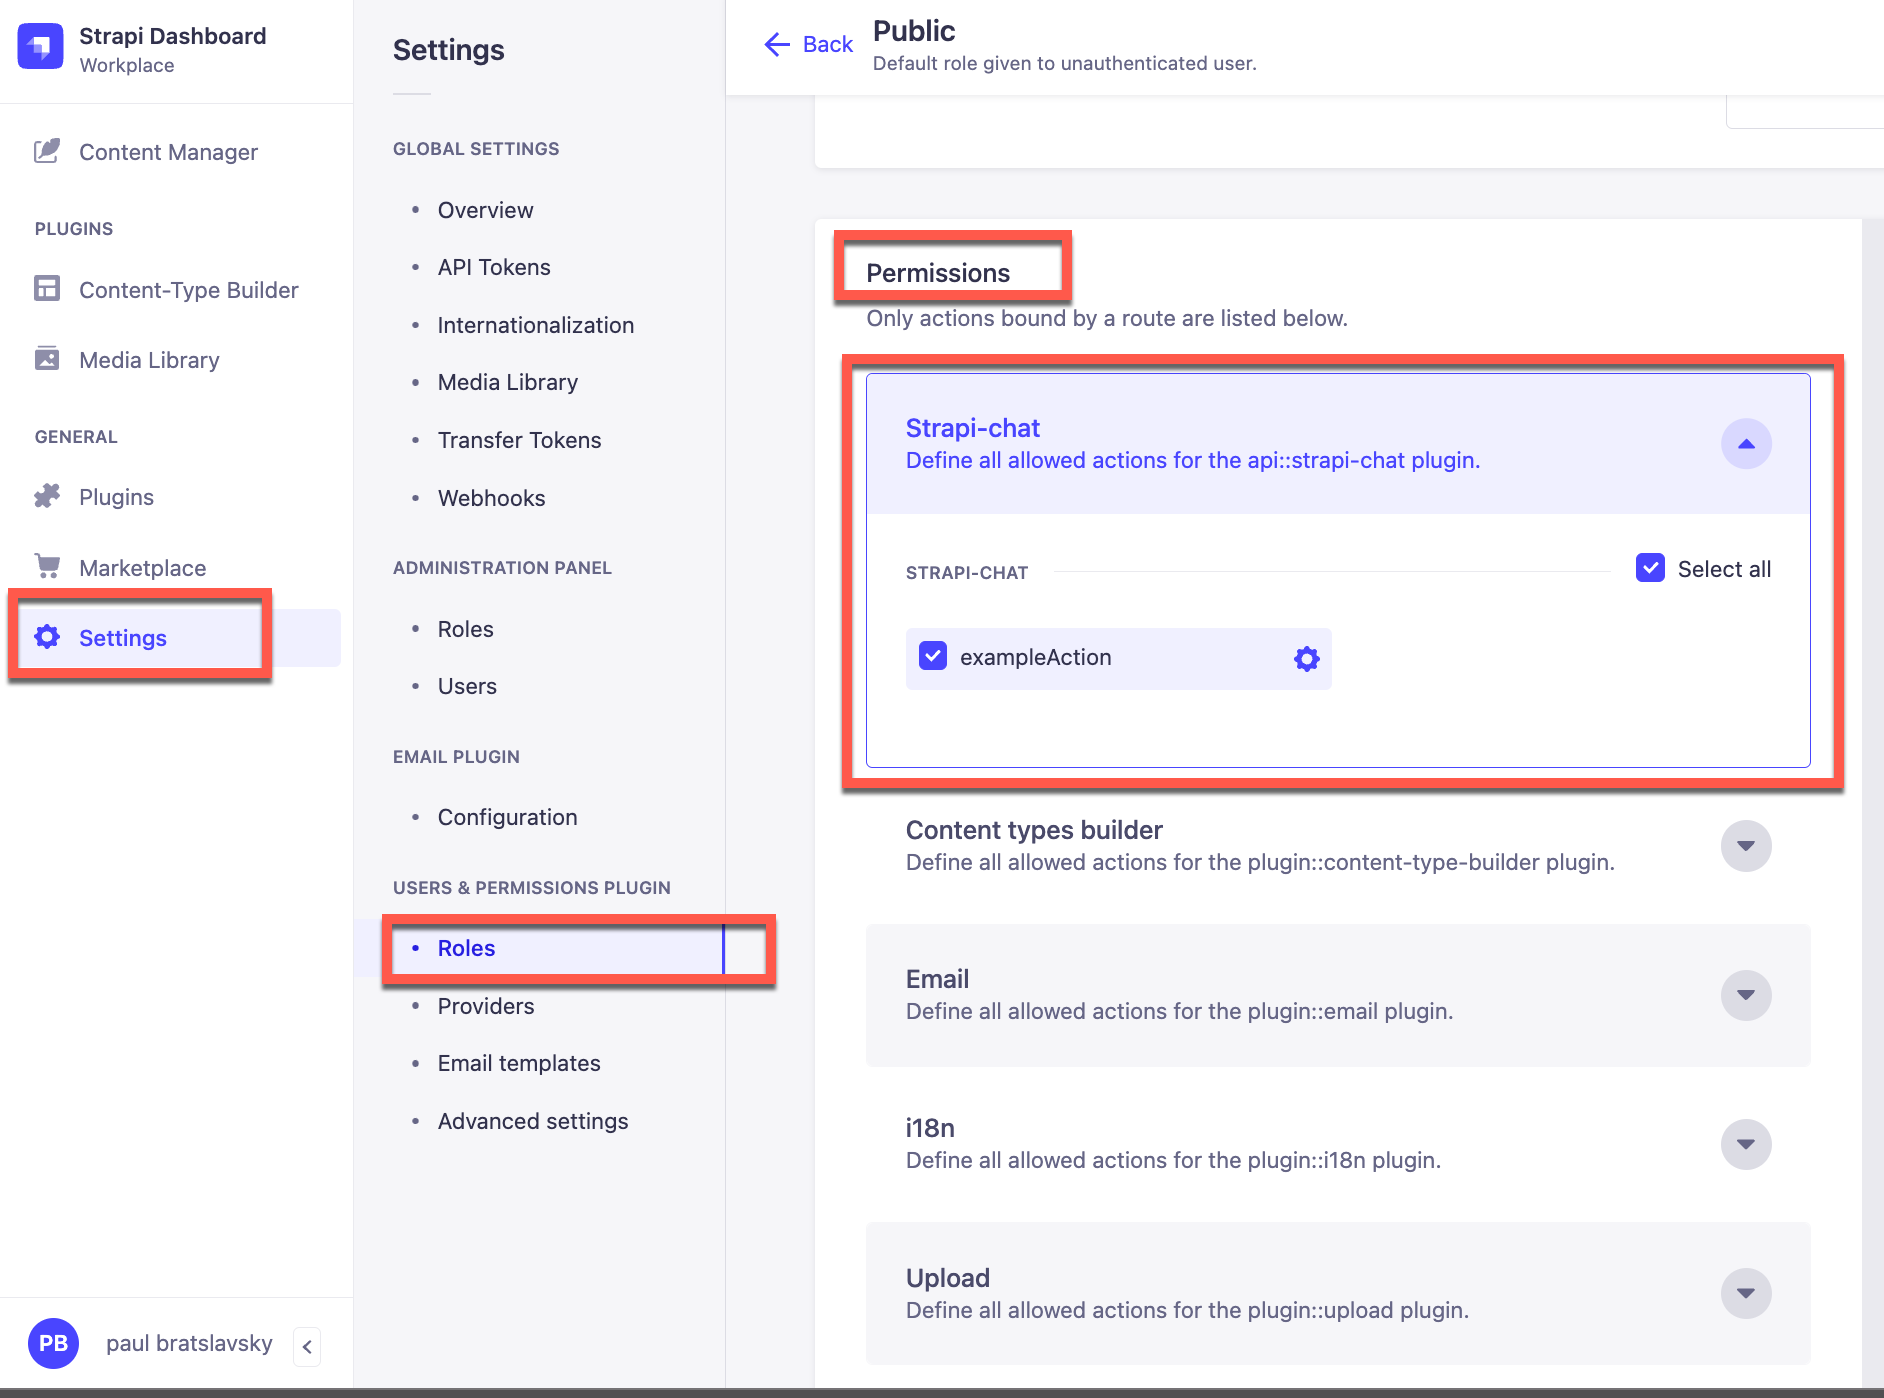 Strapi Dashboard
Workplace
Content Manager
PLUGINS
Content-Type Builder
Media Library
GENERAL
Plugins
Marketplace
Settings
PB
paul bratslavsky
Settings
GLOBAL SETTINGS
Overview
API Tokens
Internationalization
Media Library
Transfer Tokens
Webhooks
ADMINISTRATION PANEL
Roles
Users
EMAIL PLUGIN
Configuration
USERS & PERMISSIONS PLUGIN
Roles
Providers
Email templates
Advanced settings
Back
Public
Default role given to unauthenticated user.
Permissions
Only actions bound by a route are listed below.
Strapi-chat
Define all allowed actions for the api::strapi-chat plugin.
STRAPI-CHAT
Select all
exampleAction
Content types builder
Define all allowed actions for the plugin::content-type-builder plugin.
Email
Define all allowed actions for the plugin::email plugin.
i18n
Define all allowed actions for the plugin::i18n plugin.
Upload
Define all allowed actions for the plugin::upload plugin.